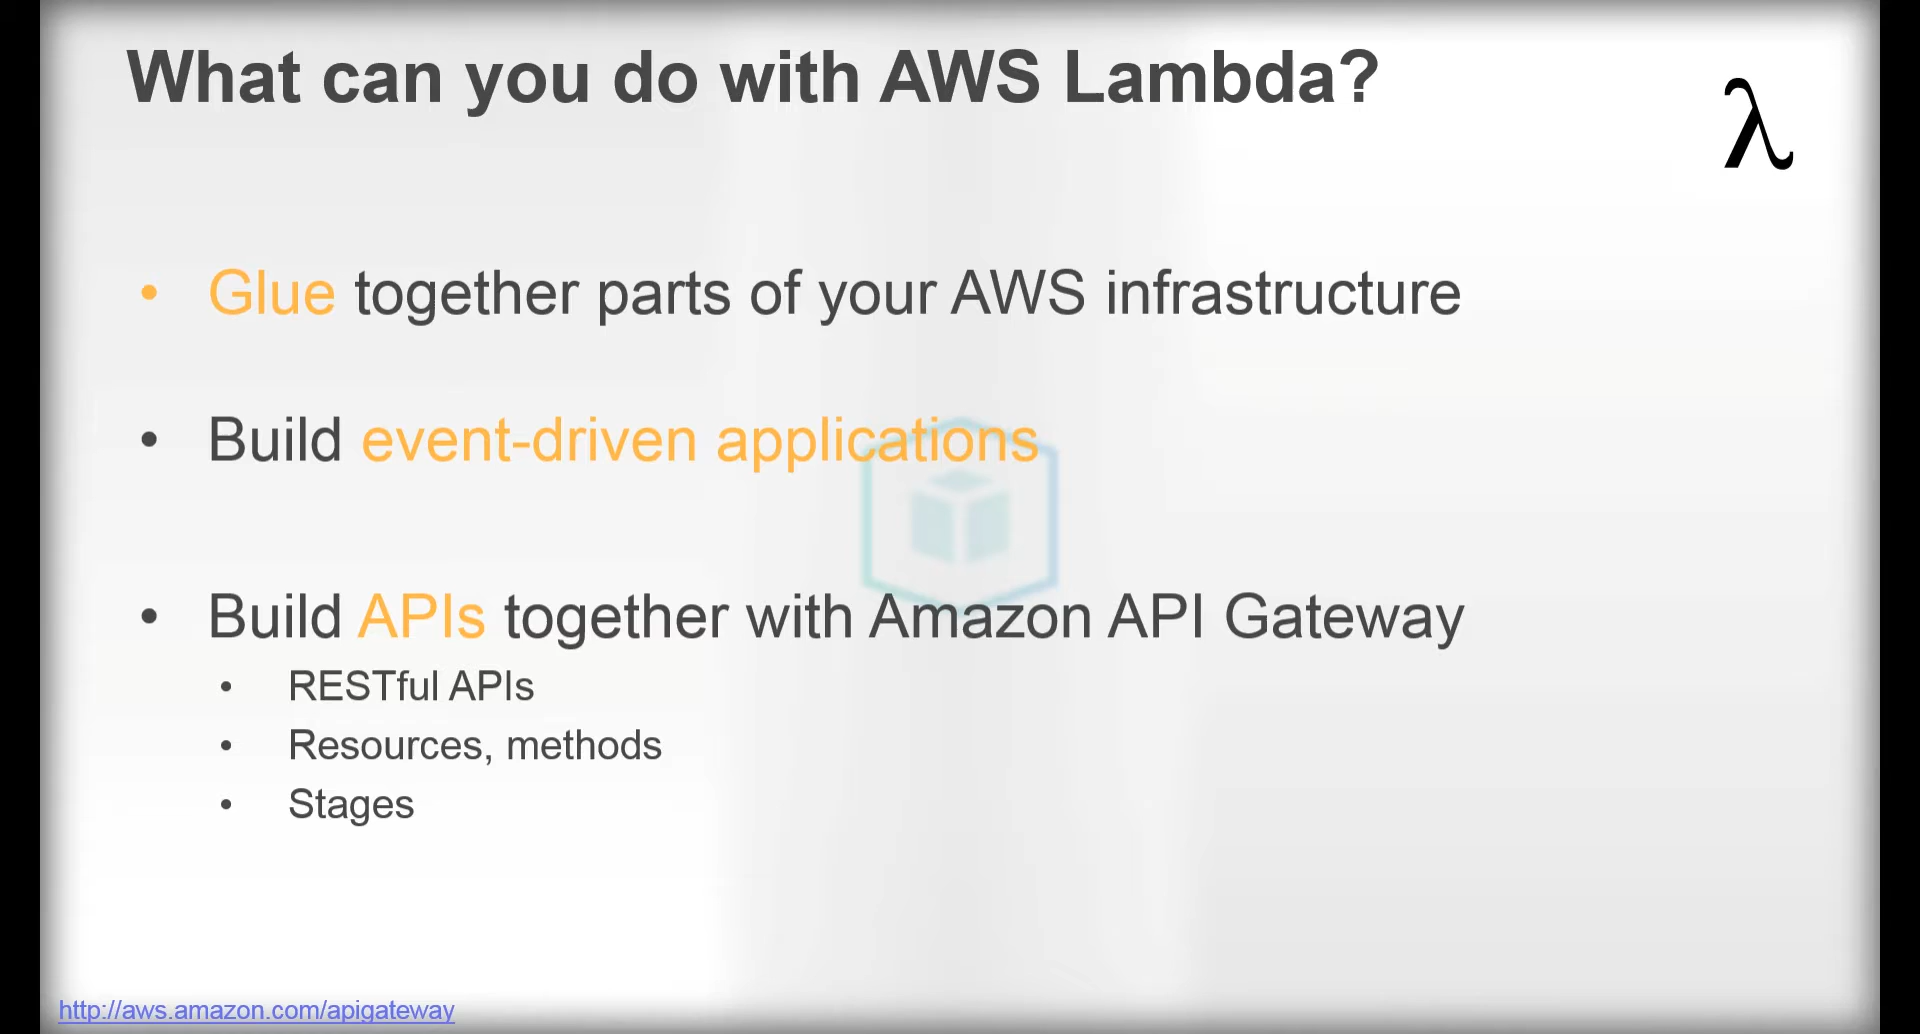 What can you do with AWS Lambda?
λ
• Glue together parts of your AWS infrastructure
• Build event-driven applications
• Build APIs together with Amazon API Gateway
• RESTful APIs
• Resources, methods
• Stages
http://aws.amazon.com/apigateway